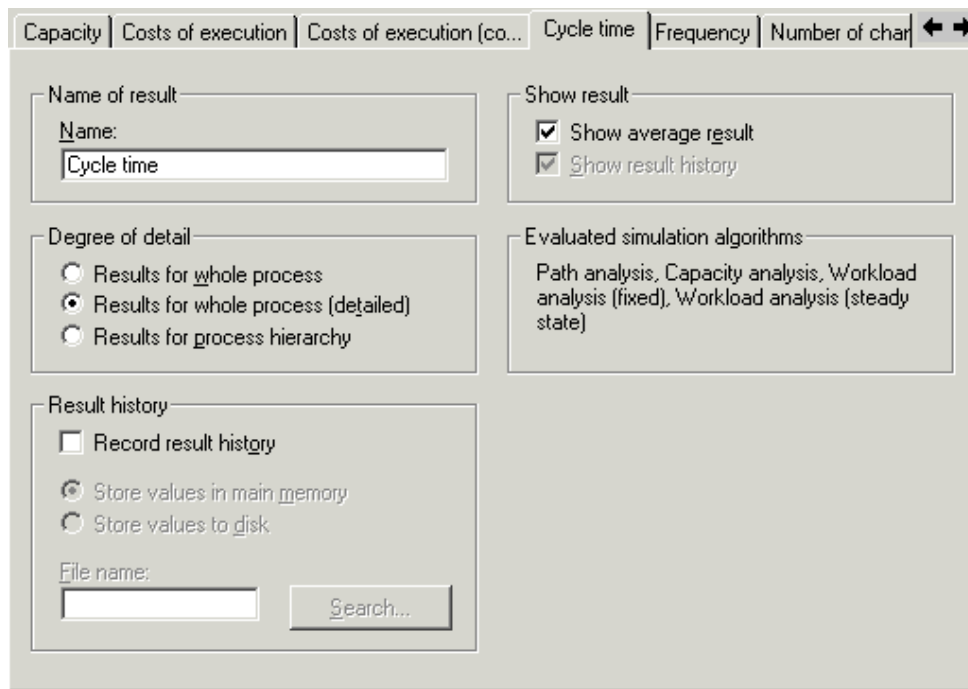 Capacity Costs of execution Costs of execution (co... Cycle time Frequency Number of char
Name of result
Name:
Cycle time
Show result
Show average result
Show result history
Degree of detail
Results for whole process
Results for whole process (detailed)
Results for process hierarchy
Evaluated simulation algorithms
Path analysis, Capacity analysis, Workload
analysis (fixed), Workload analysis (steady
state)
Result history
Record result history
Store values in main memory
Store values to disk
File name:
Search...